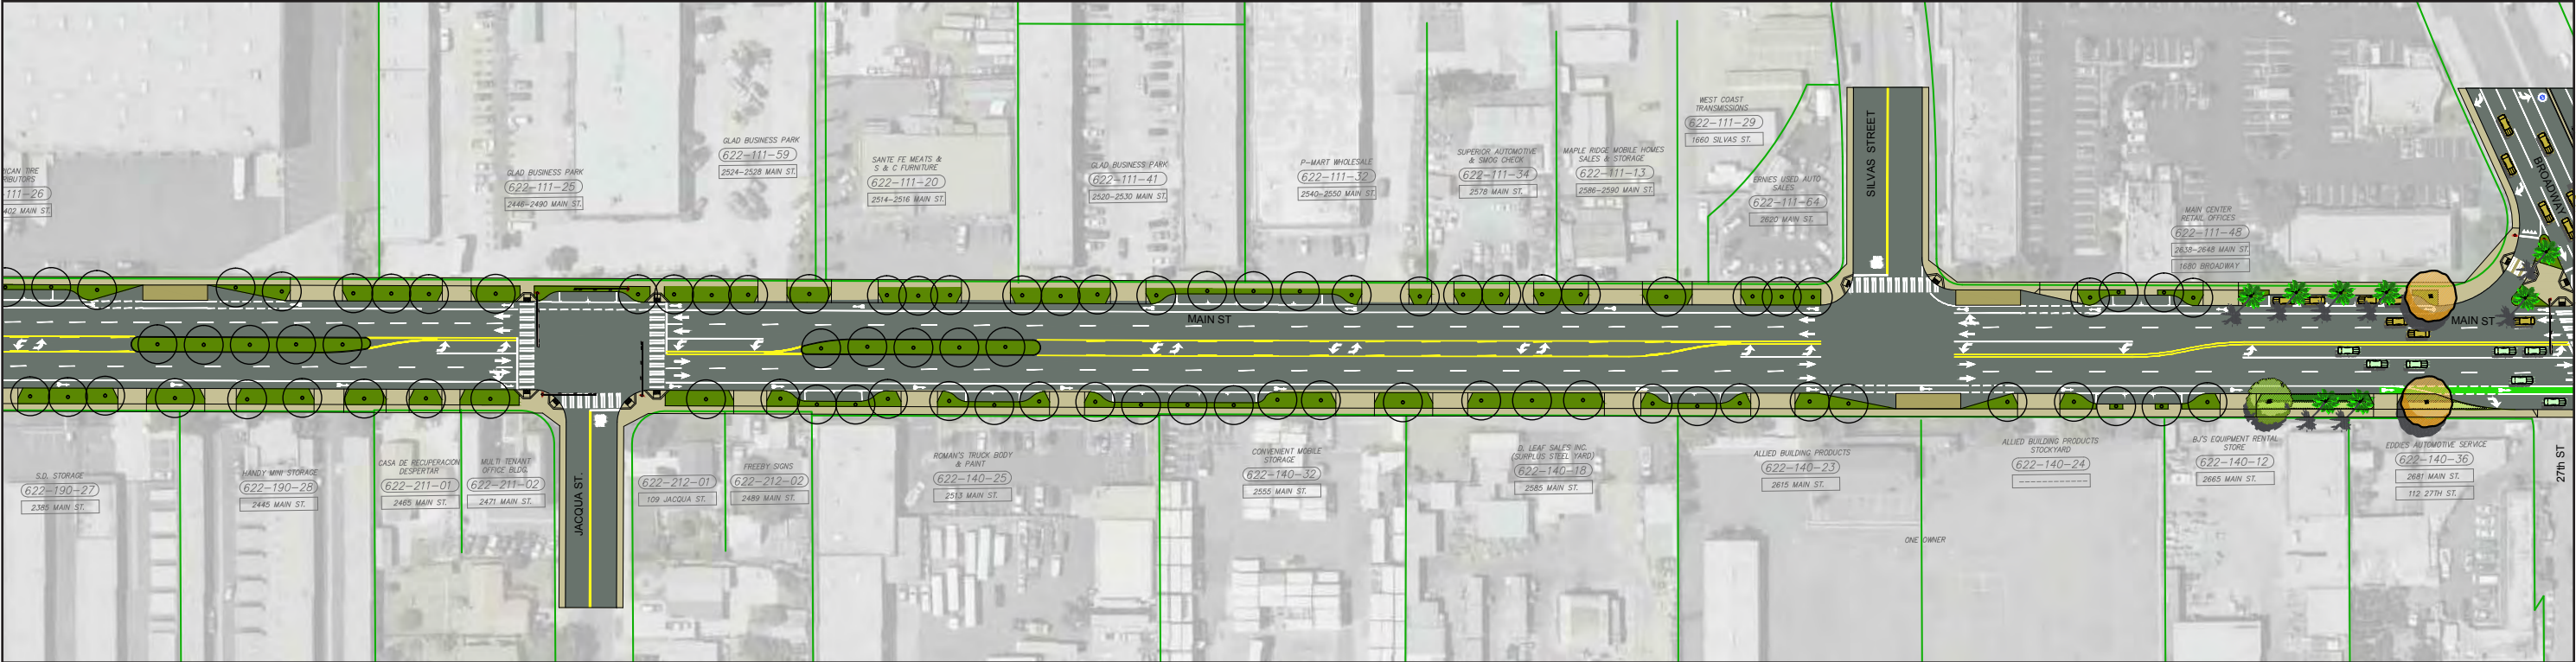 ICAN TIRE
RIBUTORS
-111-26
402 MAIN ST.
GLAD BUSINESS PARK
622-111-25
2446-2490 MAIN ST.
GLAD BUSINESS PARK
622-111-59
2524-2528 MAIN ST.
SANTE FE MEATS &
S & C FURNITURE
622-111-20
2514-2516 MAIN ST.
GLAD BUSINESS PARK
622-111-41
2520-2530 MAIN ST.
P-MART WHOLESALE
622-111-32
2540-2550 MAIN ST.
SUPERIOR AUTOMOTIVE
& SMOG CHECK
622-111-34
2578 MAIN ST.
MAPLE RIDGE MOBILE HOMES
SALES & STORAGE
622-111-13
2586-2590 MAIN ST.
WEST COAST
TRANSMISSIONS
622-111-29
1660 SILVAS ST.
ERNIES USED AUTO
SALES
622-111-64
2620 MAIN ST.
SILVAS STREET
MAIN CENTER
RETAIL OFFICES
622-111-48
2638-2648 MAIN ST.
1680 BROADWAY
BROADWAY
MAIN ST
MAIN ST
S.D. STORAGE
622-190-27
2385 MAIN ST.
HANDY MINI STORAGE
622-190-28
2445 MAIN ST.
CASA DE RECUPERACION
DESPERTAR
622-211-01
2465 MAIN ST.
MULTI TENANT
OFFICE BLDG.
622-211-02
2471 MAIN ST.
JACQUA ST.
622-212-01
109 JACQUA ST.
FREEBY SIGNS
622-212-02
2489 MAIN ST.
ROMAN'S TRUCK BODY
& PAINT
622-140-25
2513 MAIN ST.
CONVENIENT MOBILE
STORAGE
622-140-32
2555 MAIN ST.
D. LEAF SALES INC.
(SURPLUS STEEL YARD)
622-140-18
2585 MAIN ST.
ALLIED BUILDING PRODUCTS
622-140-23
2615 MAIN ST.
ONE OWNER
ALLIED BUILDING PRODUCTS
STOCKYARD
622-140-24
BJ'S EQUIPMENT RENTAL
STORE
622-140-12
2665 MAIN ST.
EDDIES AUTOMOTIVE SERVICE
622-140-36
2681 MAIN ST.
112 27TH ST.
27th ST